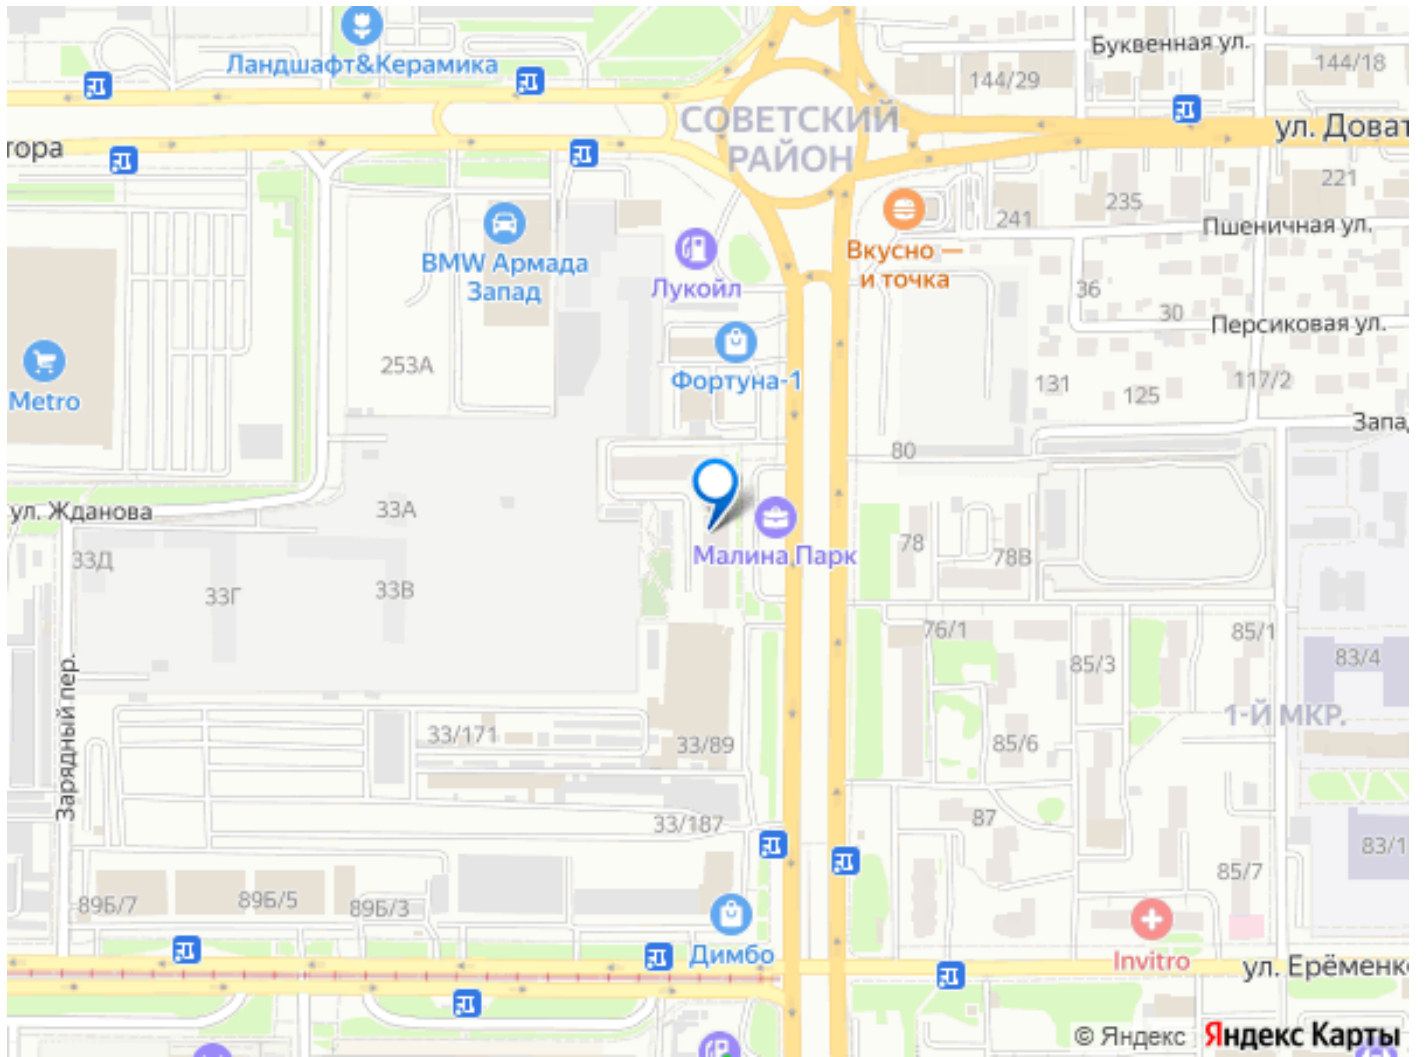 Буквенная ул.
144/18
Ландшафт&Керамика
144/29
СОВЕТСКИЙ
РАЙОН
ул. Доват
тора
221
235
241
Пшеничная ул.
BMW Армада
Запад
Вкусно —
и точка
Лукойл
36
30
Персиковая ул.
253А
Фортуна-1
131
125
117/2
Metro
Запад
80
ул. Жданова
33А
33Д
Малина Парк
78
78В
33Г
33В
76/1
85/1
85/3
83/4
Зарядный пер.
1-Й МКР.
33/171
33/89
85/6
33/187
87
83/1
85/7
89Б/7
89Б/5
89Б/3
Димбо
Invitro
ул. Ерёменко
© Яндекс
Яндекс Карты